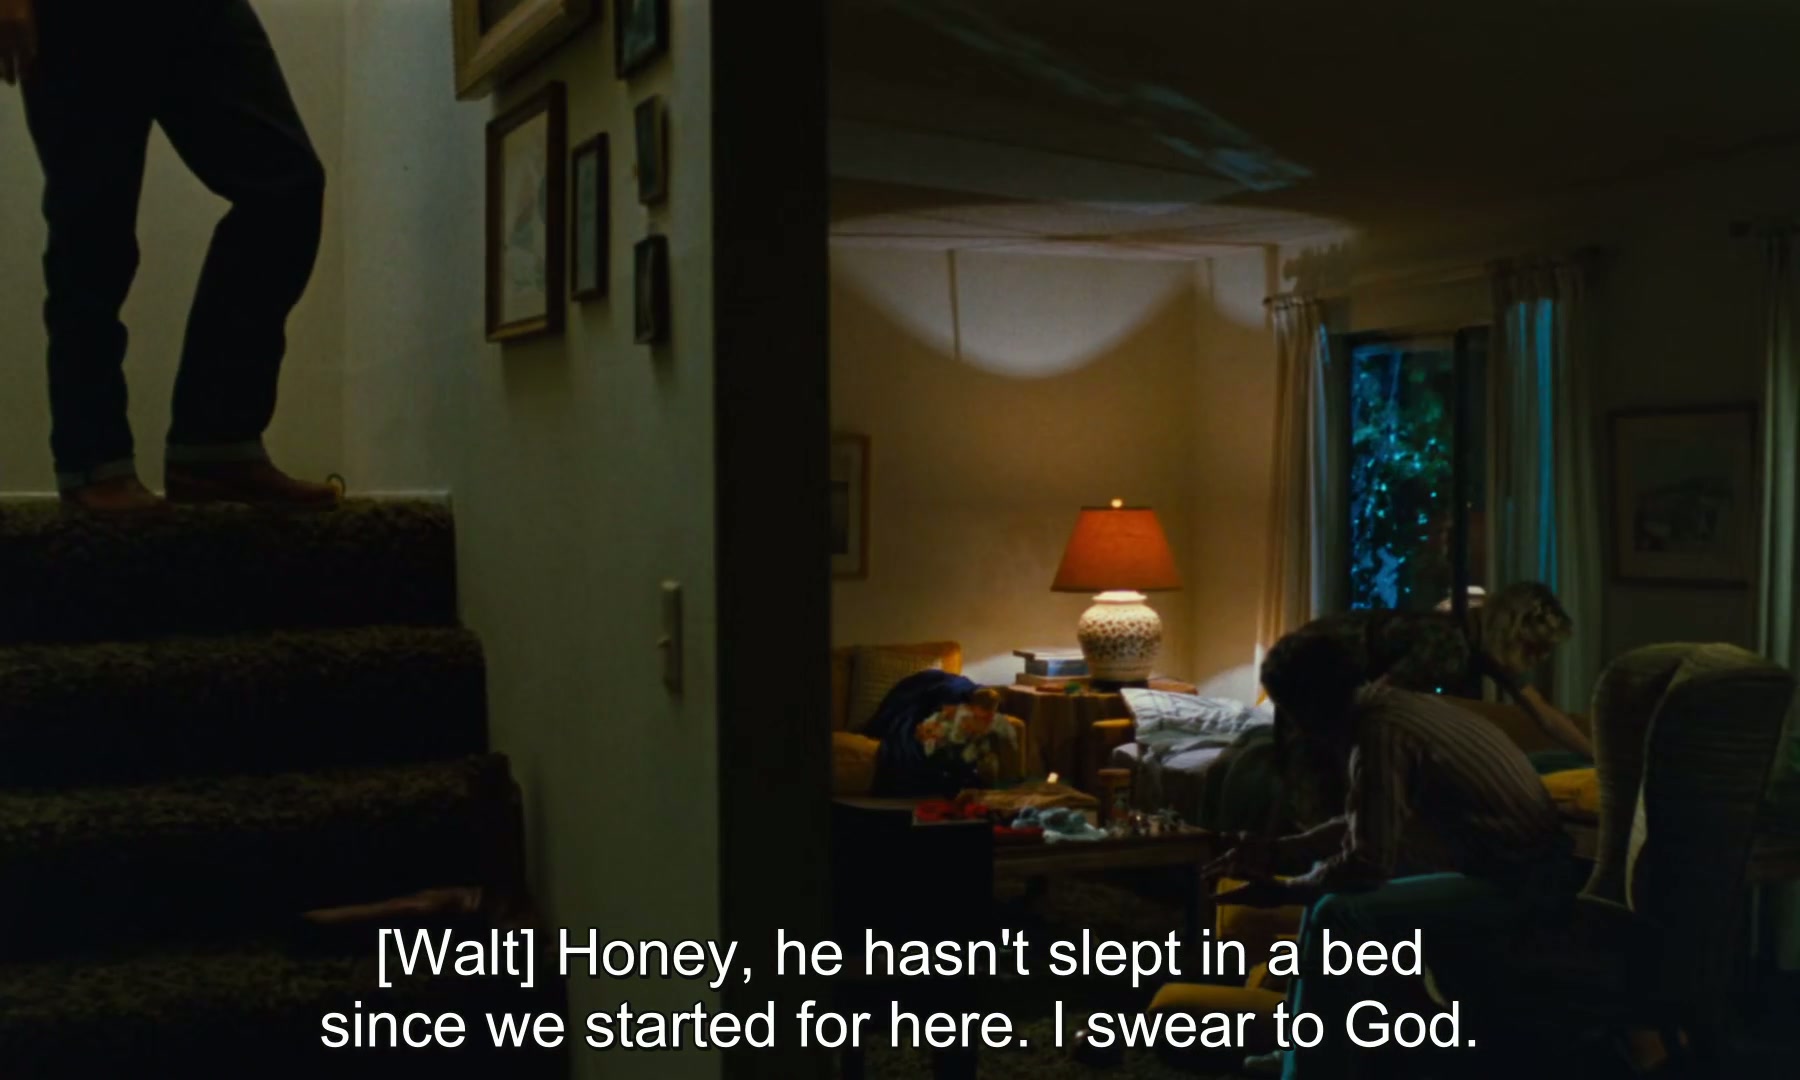 [Walt] Honey, he hasn't slept in a bed
since we started for here. I swear to God.